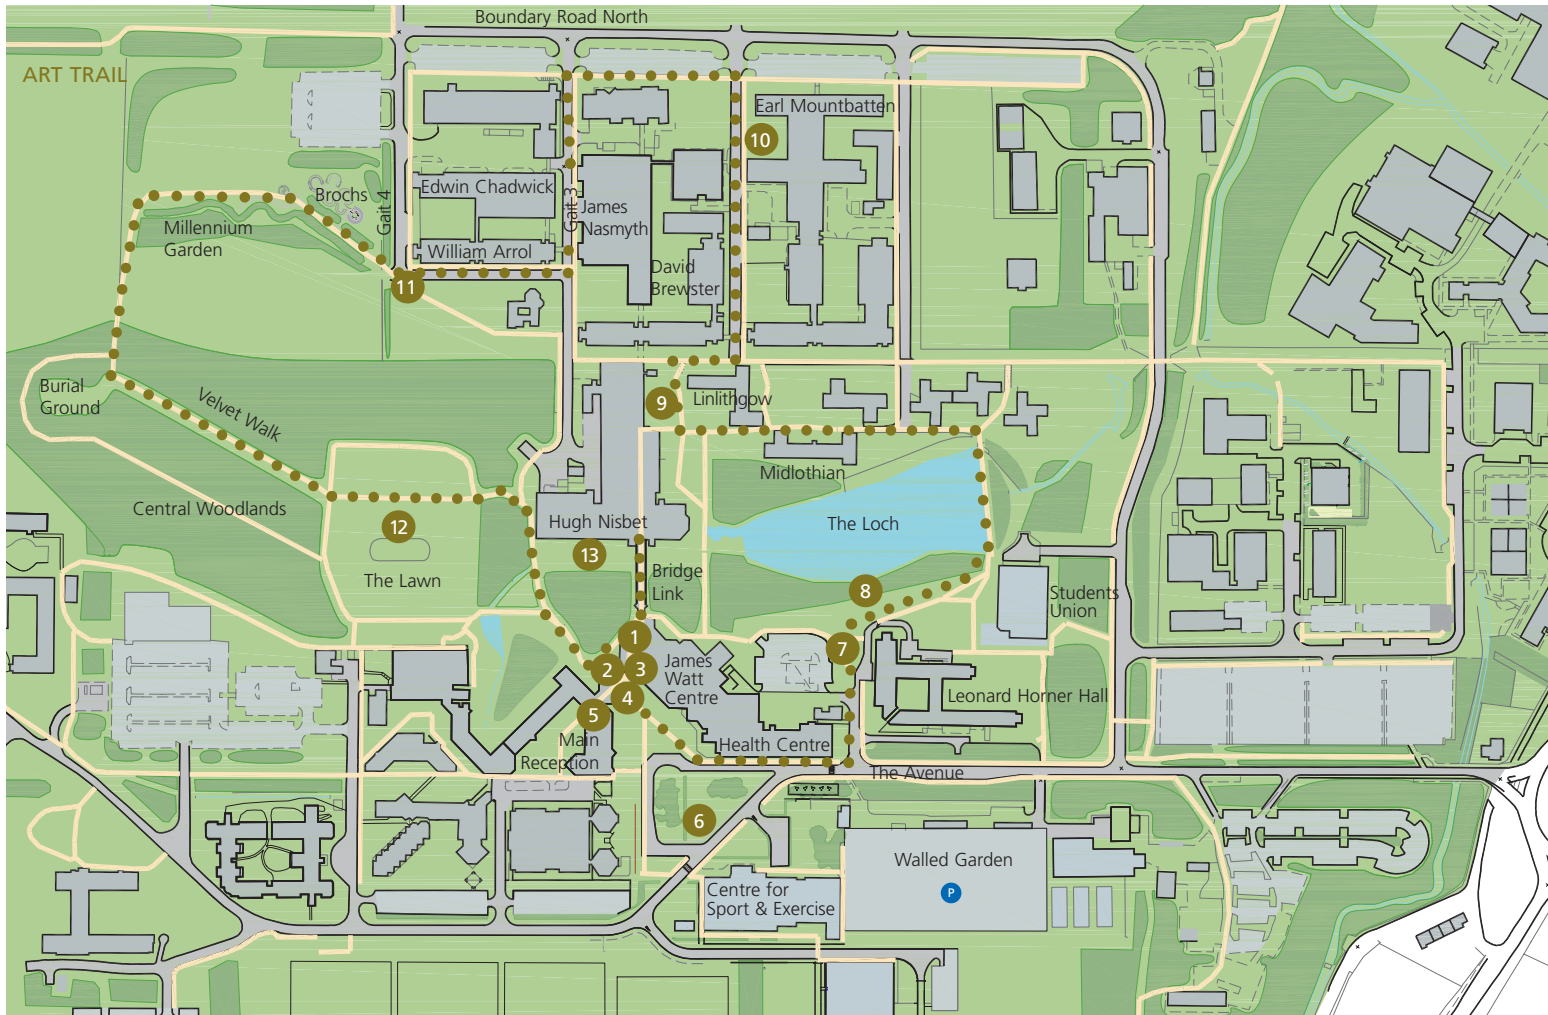 Boundary Road North
ART TRAIL
Earl Mountbatten
10
Edwin Chadwick
Brochs
Gait 4
Gait 3
James
Nasmyth
Millennium
Garden
William Arrol
David
Brewster
11
Burial
Ground
Velvet Walk
9
Linlithgow
Midlothian
Central Woodlands
12
Hugh Nisbet
The Loch
13
The Lawn
Bridge
Link
8
Students
Union
1
7
2
3
James
Watt
Centre
4
Leonard Horner Hall
5
Main
Reception
Health Centre
The Avenue
6
Walled Garden
P
Centre for
Sport & Exercise